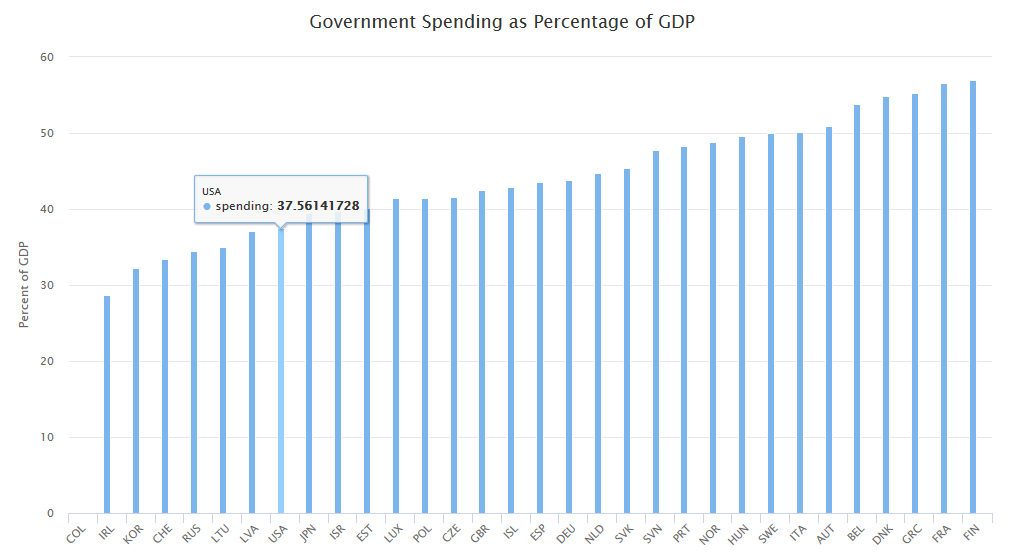 Government Spending as Percentage of GDP
60
50
40
30
20
10
0
Percent of GDP
USA
● spending: 37.56141728
COL IRL KOR CHE RUS LTU LVA USA JPN ISR EST LUX POL CZE GBR ISL ESP DEU NLD SVK SVN PRT NOR HUN SWE ITA AUT BEL DNK GRC FRA FIN